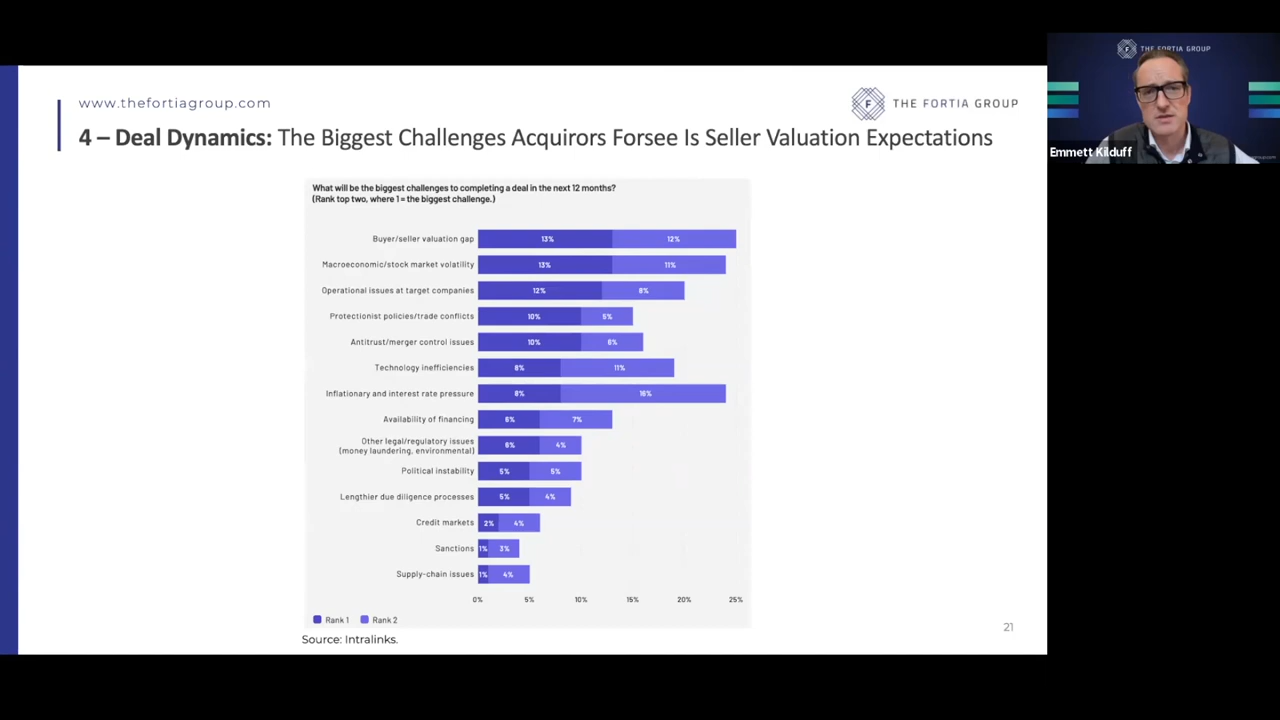 www.thefortiagroup.com
THE FORTIA GROUP
4 – Deal Dynamics: The Biggest Challenges Acquirors Forsee Is Seller Valuation Expectations
What will be the biggest challenges to completing a deal in the next 12 months?
(Rank top two, where 1 = the biggest challenge.)
Buyer/seller valuation gap 13% 12%
Macroeconomic/stock market volatility 13% 11%
Operational issues at target companies 12% 8%
Protectionist policies/trade conflicts 10% 5%
Antitrust/merger control issues 10% 6%
Technology inefficiencies 8% 11%
Inflationary and interest rate pressure 8% 16%
Availability of financing 6% 7%
Other legal/regulatory issues
(money laundering, environmental) 6% 4%
Political instability 5% 5%
Lengthier due diligence processes 5% 4%
Credit markets 2% 4%
Sanctions 1% 3%
Supply-chain issues 1% 4%
0% 5% 10% 15% 20% 25%
Rank 1 Rank 2
Source: Intralinks.
21
F THE FORTIA GROUP
Emmett Kilduff